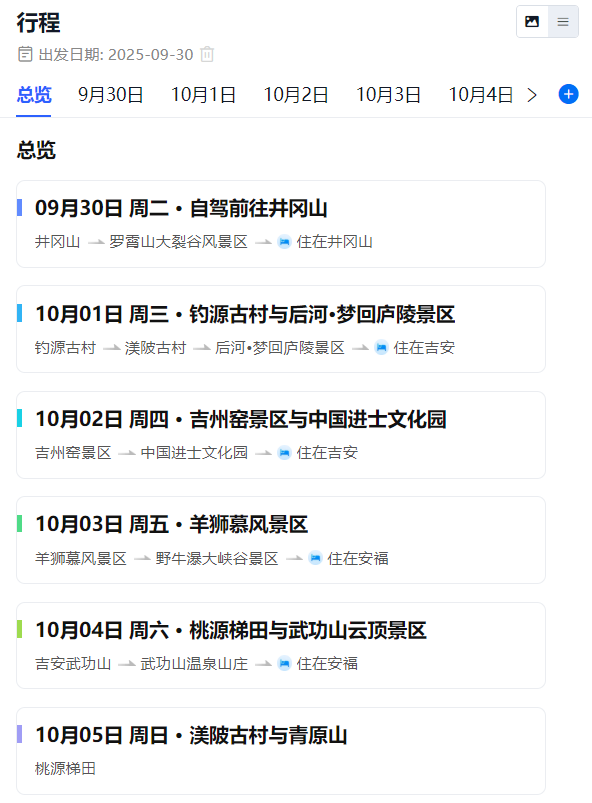 行程
出发日期: 2025-09-30
总览 9月30日 10月1日 10月2日 10月3日 10月4日
总览
09月30日 周二 • 自驾前往井冈山
井冈山 罗霄山大裂谷风景区 住在井冈山
10月01日 周三 • 钓源古村与后河•梦回庐陵景区
钓源古村 渼陂古村 后河•梦回庐陵景区 住在吉安
10月02日 周四 • 吉州窑景区与中国进士文化园
吉州窑景区 中国进士文化园 住在吉安
10月03日 周五 • 羊狮慕风景区
羊狮慕风景区 野牛瀑大峡谷景区 住在安福
10月04日 周六 • 桃源梯田与武功山云顶景区
吉安武功山 武功山温泉山庄 住在安福
10月05日 周日 • 渼陂古村与青原山
桃源梯田